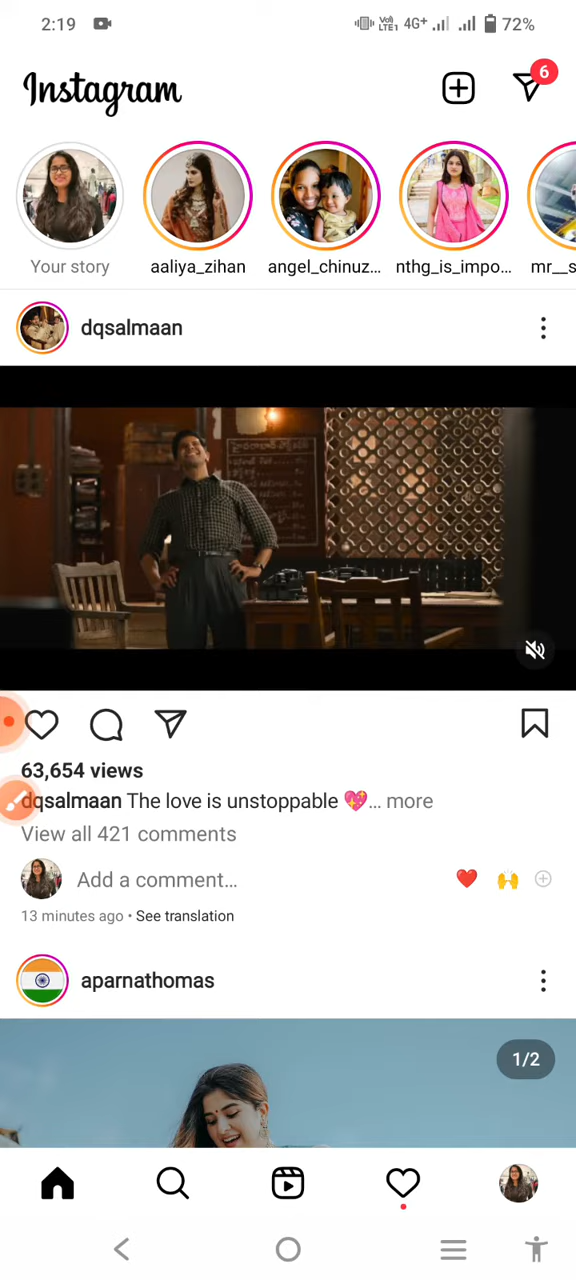 2:19 Vo) LTE1 4G+ 72%
Instagram 6
Your story aaliya_zihan angel_chinuz... nthg_is_impo... mr__s
dqsalmaan
63,654 views
dqsalmaan The love is unstoppable 💖... more
View all 421 comments
Add a comment... ❤️ 🙌
13 minutes ago • See translation
aparnathomas
1/2